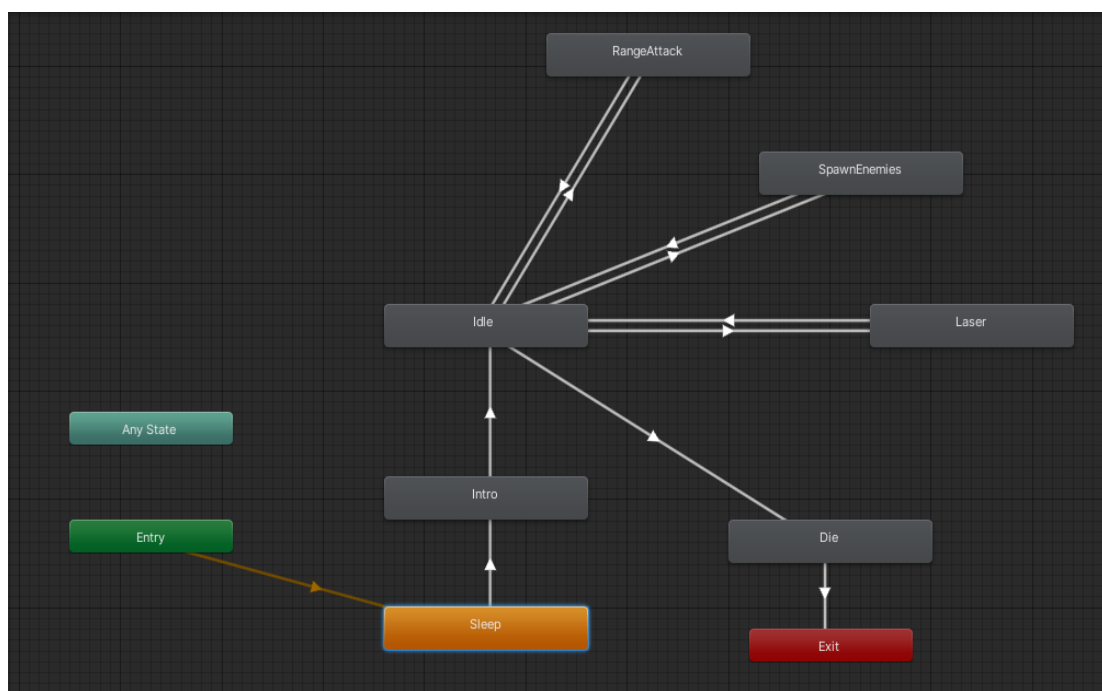 RangeAttack
SpawnEnemies
Idle
Laser
Any State
Intro
Entry
Die
Sleep
Exit